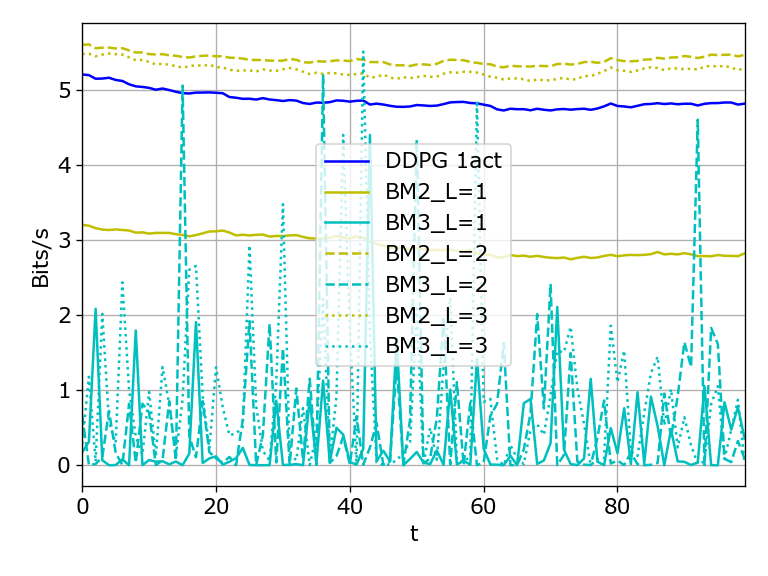 Bits/s
5
4
3
2
1
0
DDPG 1act
BM2_L=1
BM3_L=1
BM2_L=2
BM3_L=2
BM2_L=3
BM3_L=3
0 20 40 60 80
t